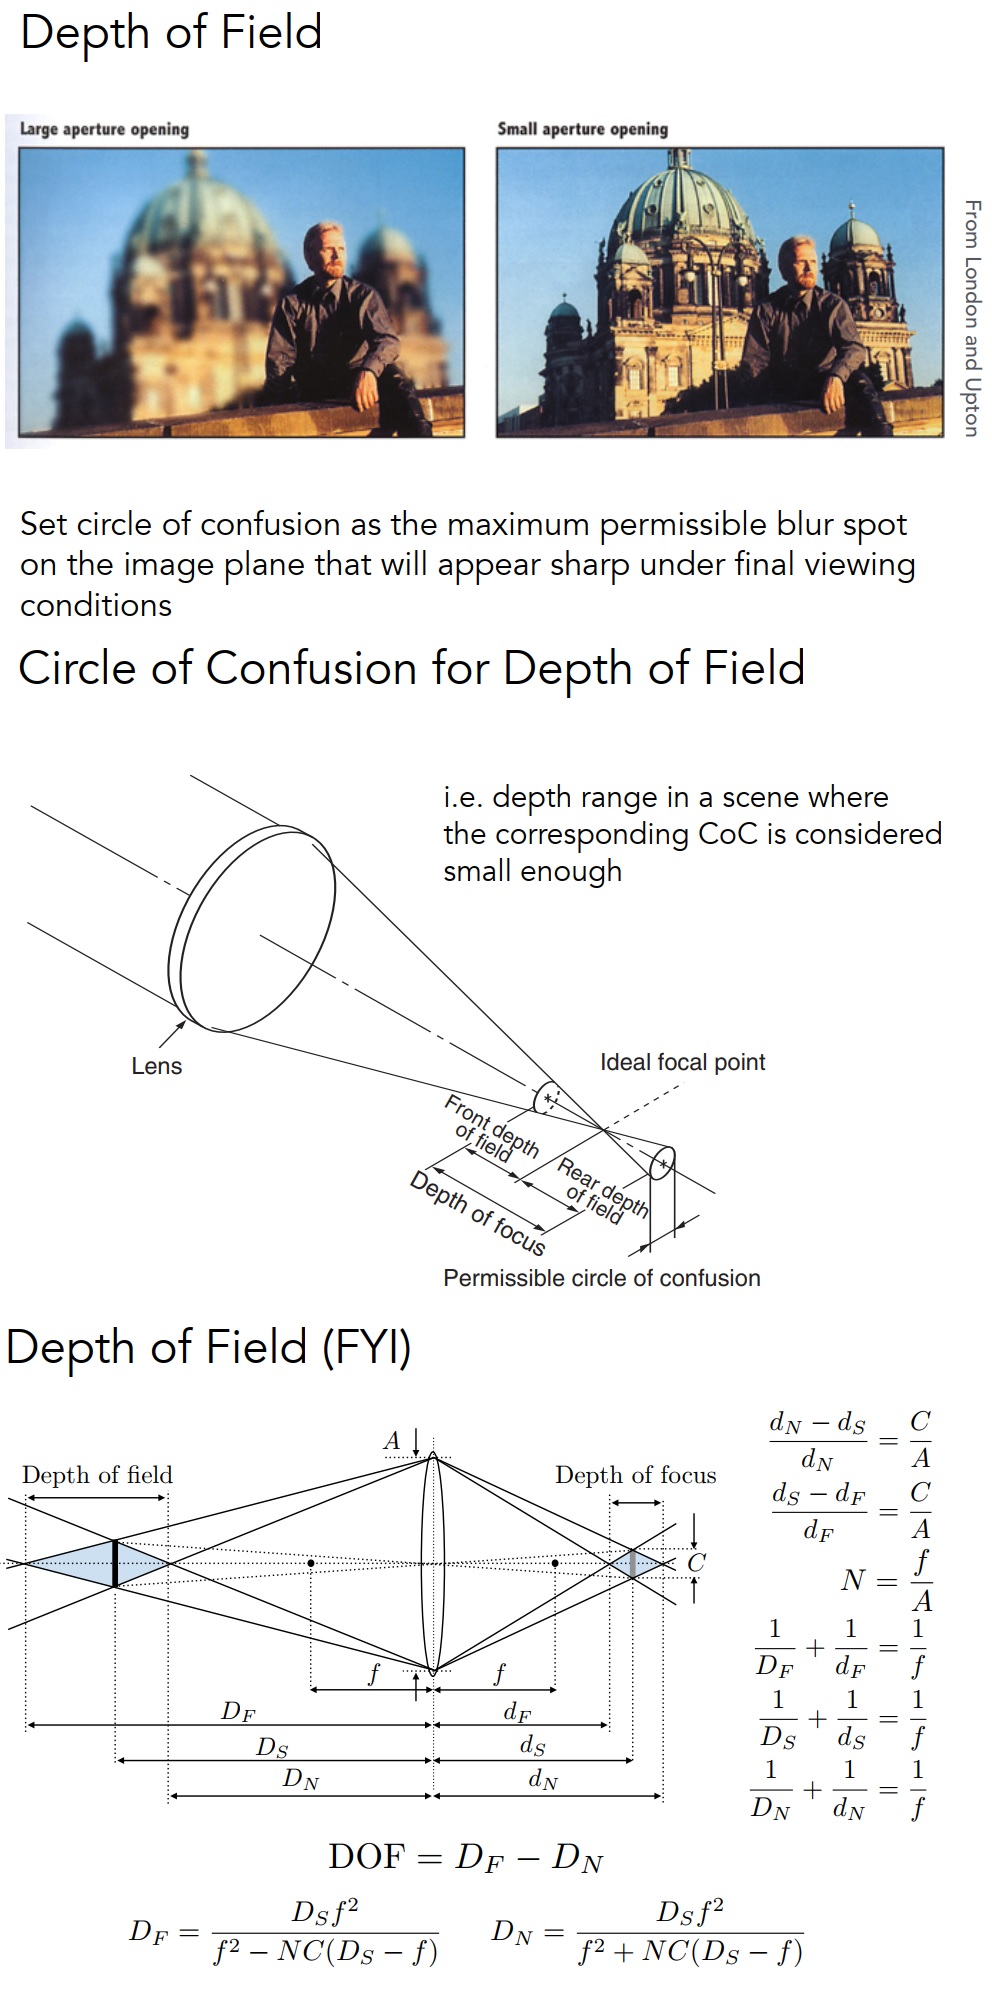 Depth of Field
Large aperture opening
Small aperture opening
From London and Upton
Set circle of confusion as the maximum permissible blur spot
on the image plane that will appear sharp under final viewing
conditions
Circle of Confusion for Depth of Field
i.e. depth range in a scene where
the corresponding CoC is considered
small enough
Lens
Ideal focal point
Front depth
of field
Rear depth
of field
Depth of focus
Permissible circle of confusion
Depth of Field (FYI)
A
Depth of field
Depth of focus
C
f
f
D_F
d_F
D_S
d_S
D_N
d_N
\frac{d_N - d_S}{d_N} = \frac{C}{A}
\frac{d_S - d_F}{d_F} = \frac{C}{A}
N = \frac{f}{A}
\frac{1}{D_F} + \frac{1}{d_F} = \frac{1}{f}
\frac{1}{D_S} + \frac{1}{d_S} = \frac{1}{f}
\frac{1}{D_N} + \frac{1}{d_N} = \frac{1}{f}
DOF = D_F - D_N
D_F = \frac{D_S f^2}{f^2 - NC(D_S - f)}
D_N = \frac{D_S f^2}{f^2 + NC(D_S - f)}